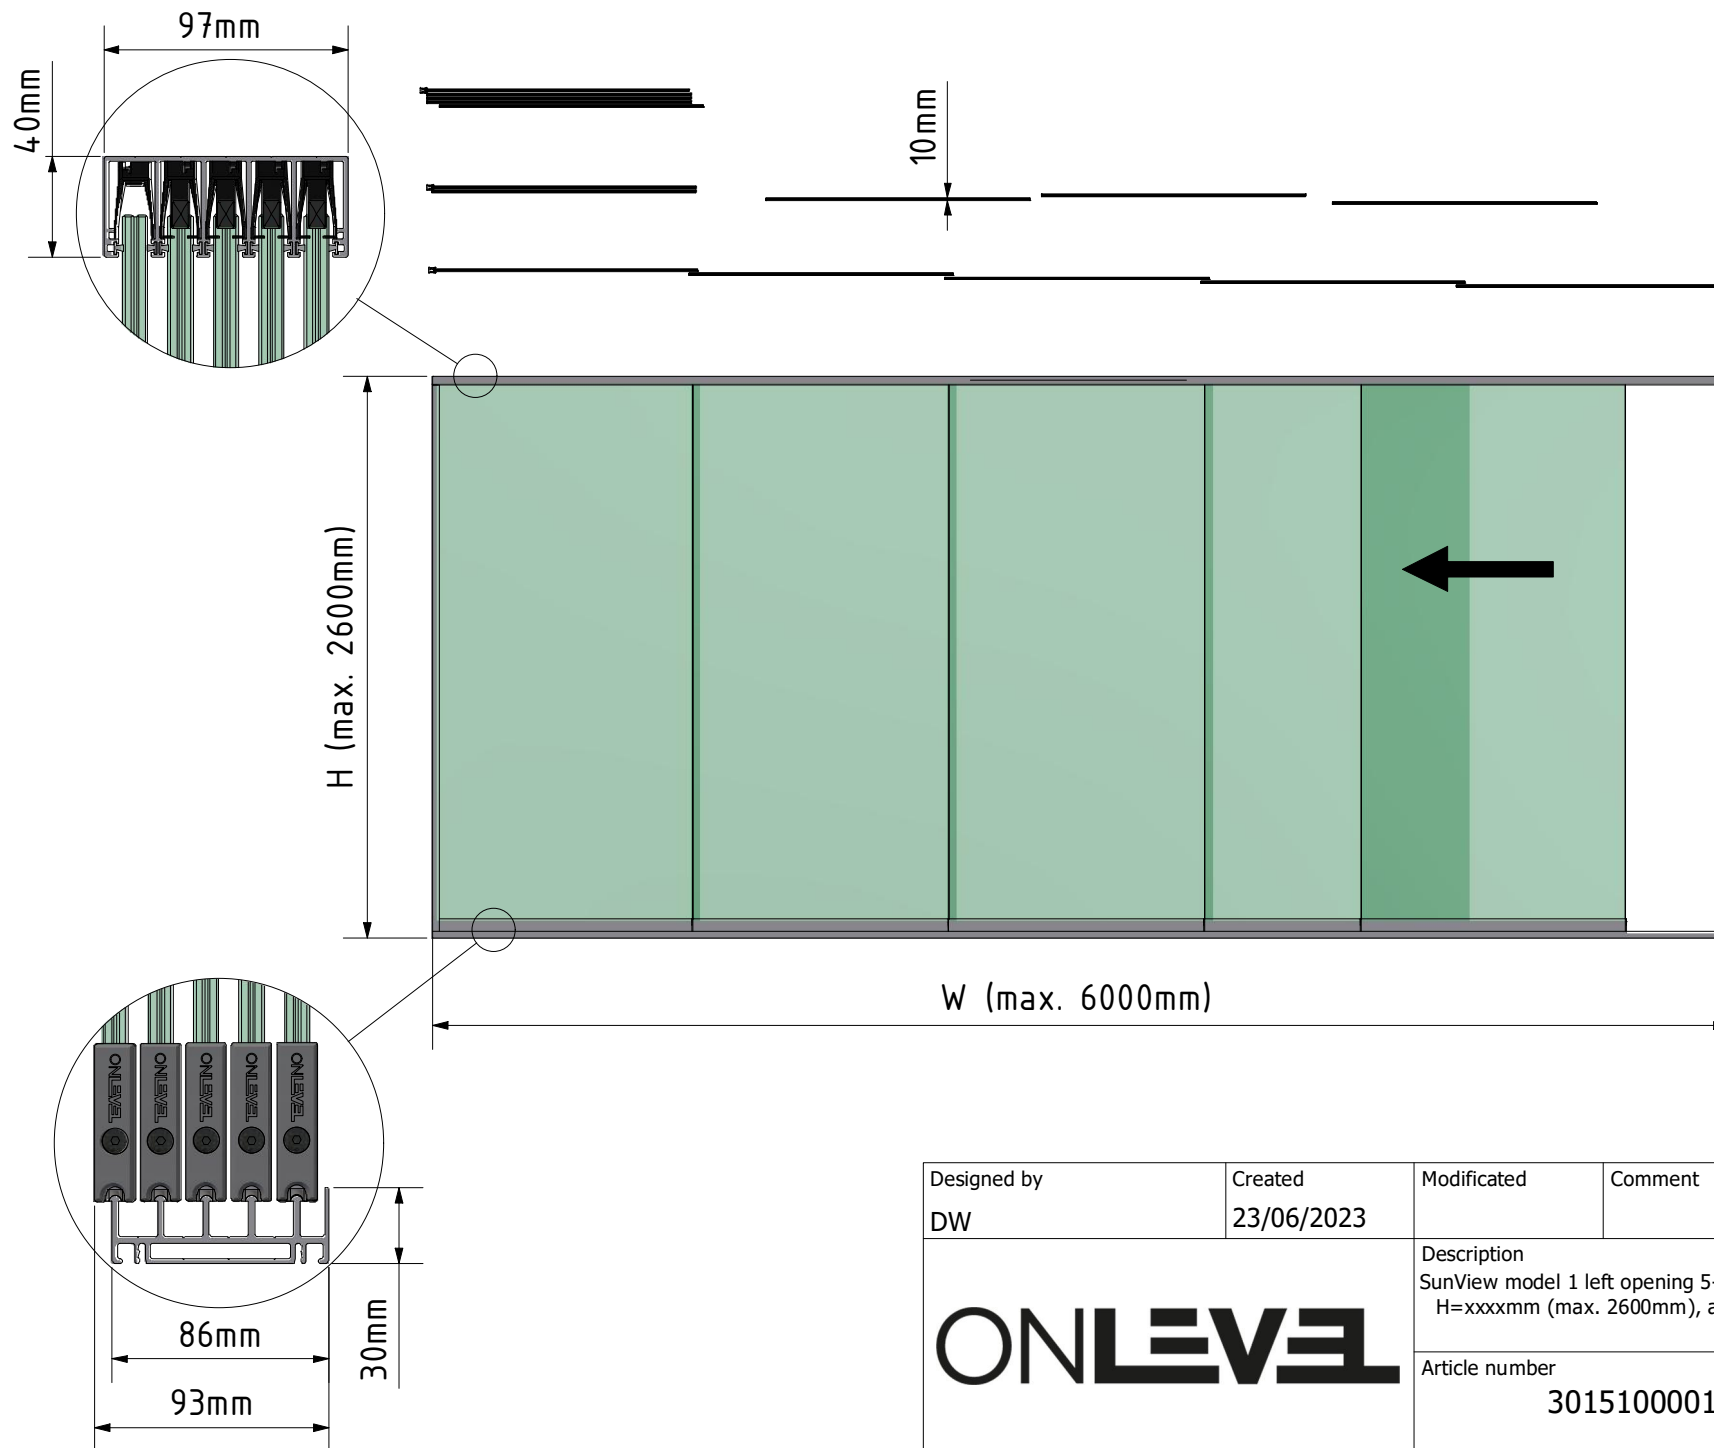 97mm
40mm
10mm
H (max. 2600mm)
W (max. 6000mm)
ONLEVEL
ONLEVEL
ONLEVEL
ONLEVEL
ONLEVEL
86mm
93mm
30mm
Designed by
DW
Created
23/06/2023
Modificated
Comment
ONLEVEL
Description
SunView model 1 left opening 5-
H=xxxxmm (max. 2600mm), a
Article number
3015100001